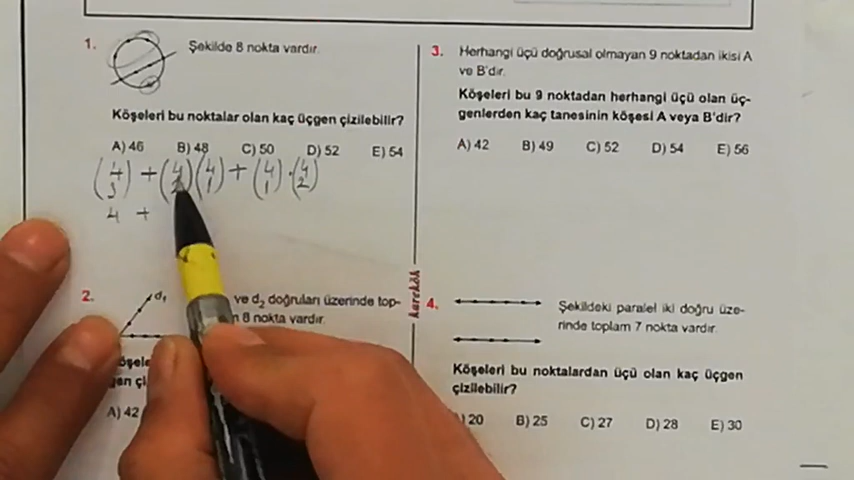 1.
Şekilde 8 nokta vardır.
Köşeleri bu noktalar olan kaç üçgen çizilebilir?
A) 46 B) 48 C) 50 D) 52 E) 54
(4 3) + (4 2)(4 1) + (4 1) · (4 2)
4 +
2.
d₁
ve d₂ doğruları üzerinde top-
8 nokta vardır.
A) 42
karekök
3. Herhangi üçü doğrusal olmayan 9 noktadan ikisi A
ve B'dir.
Köşeleri bu 9 noktadan herhangi üçü olan üç-
genlerden kaç tanesinin köşesi A veya B'dir?
A) 42 B) 49 C) 52 D) 54 E) 56
4.
Şekildeki paralel iki doğru üze-
rinde toplam 7 nokta vardır.
Köşeleri bu noktalardan üçü olan kaç üçgen
çizilebilir?
20 B) 25 C) 27 D) 28 E) 30